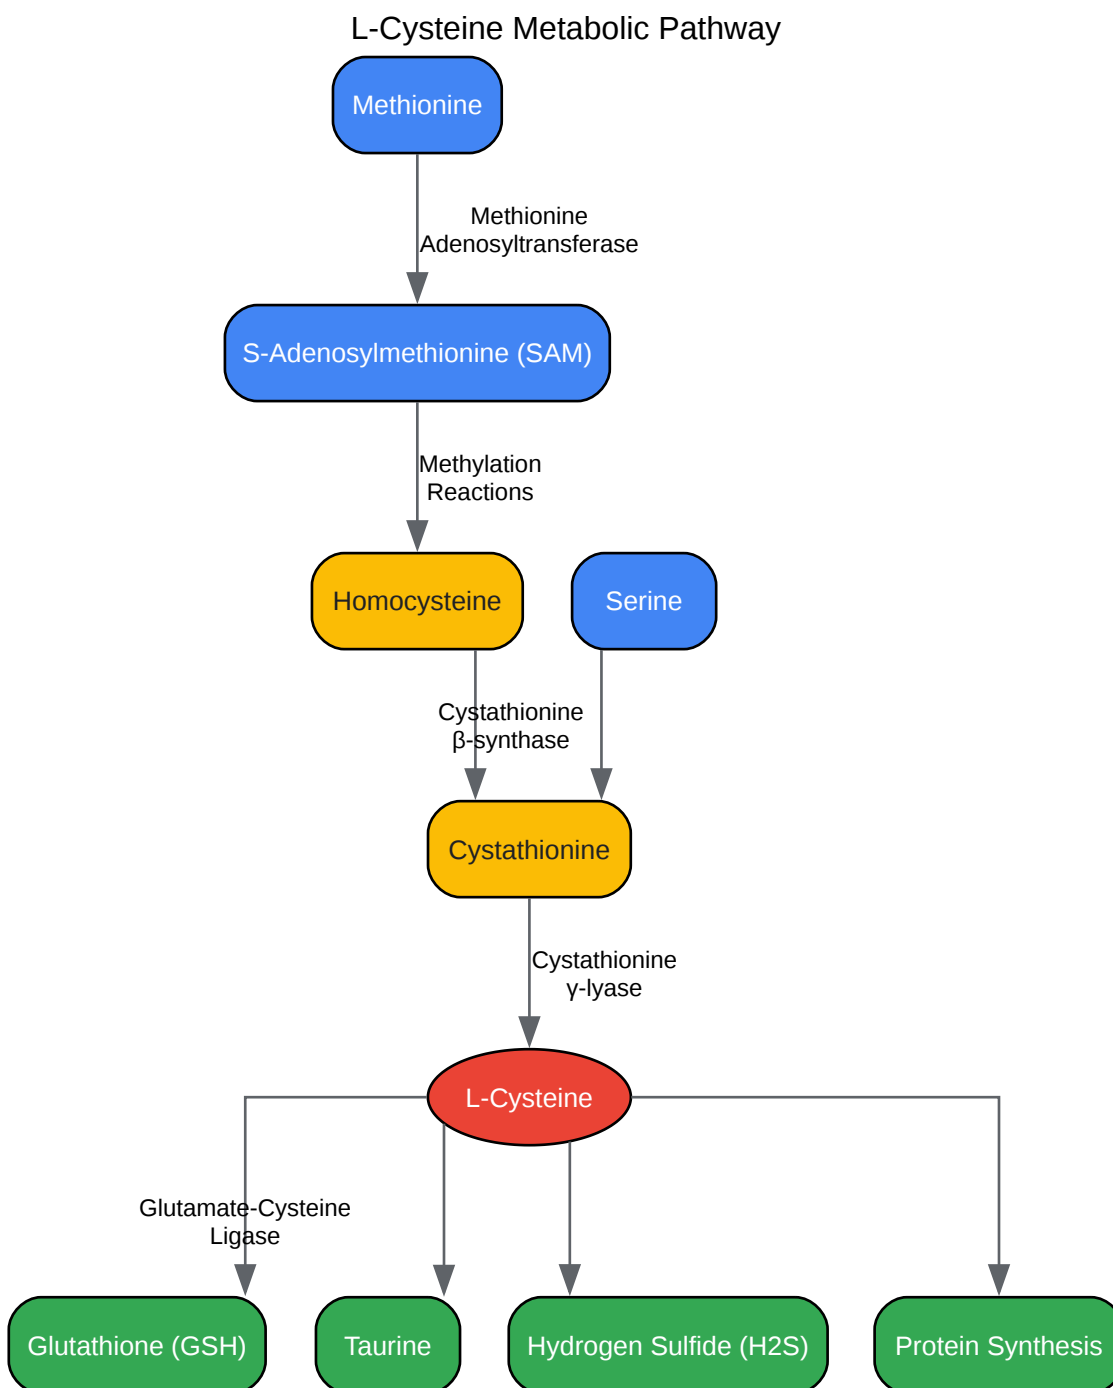 L-Cysteine Metabolic Pathway
Methionine
Methionine
Adenosyltransferase
S-Adenosylmethionine (SAM)
Methylation
Reactions
Homocysteine
Serine
Cystathionine
β-synthase
Cystathionine
Cystathionine
γ-lyase
L-Cysteine
Glutamate-Cysteine
Ligase
Glutathione (GSH)
Taurine
Hydrogen Sulfide (H2S)
Protein Synthesis